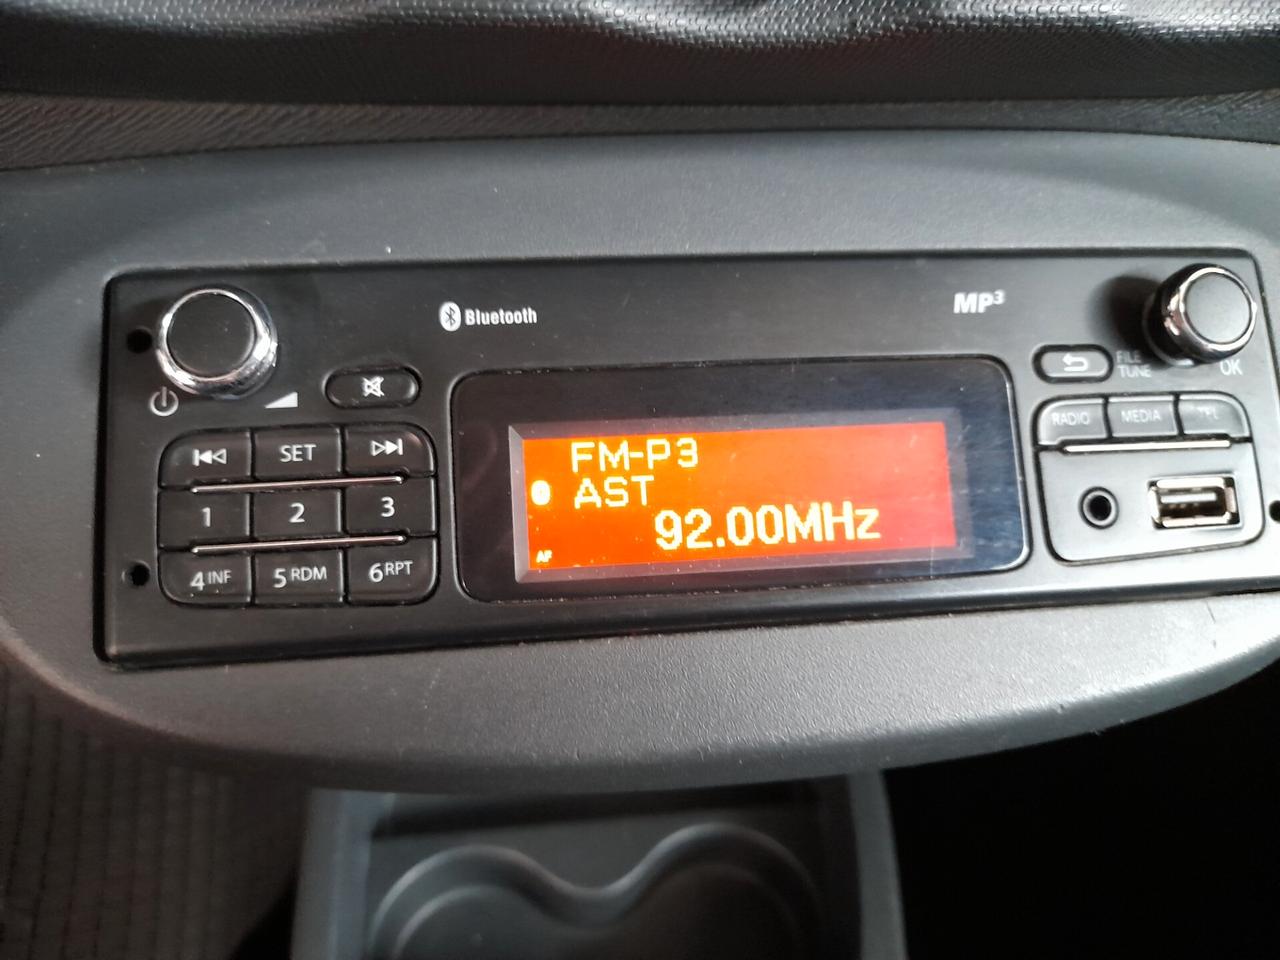 Bluetooth
MP3
FILE
TUNE
OK
RADIO
MEDIA
TEL
SET
1
2
3
4 INF
5 RDM
6 RPT
FM-P3
AST
92.00MHz
AF